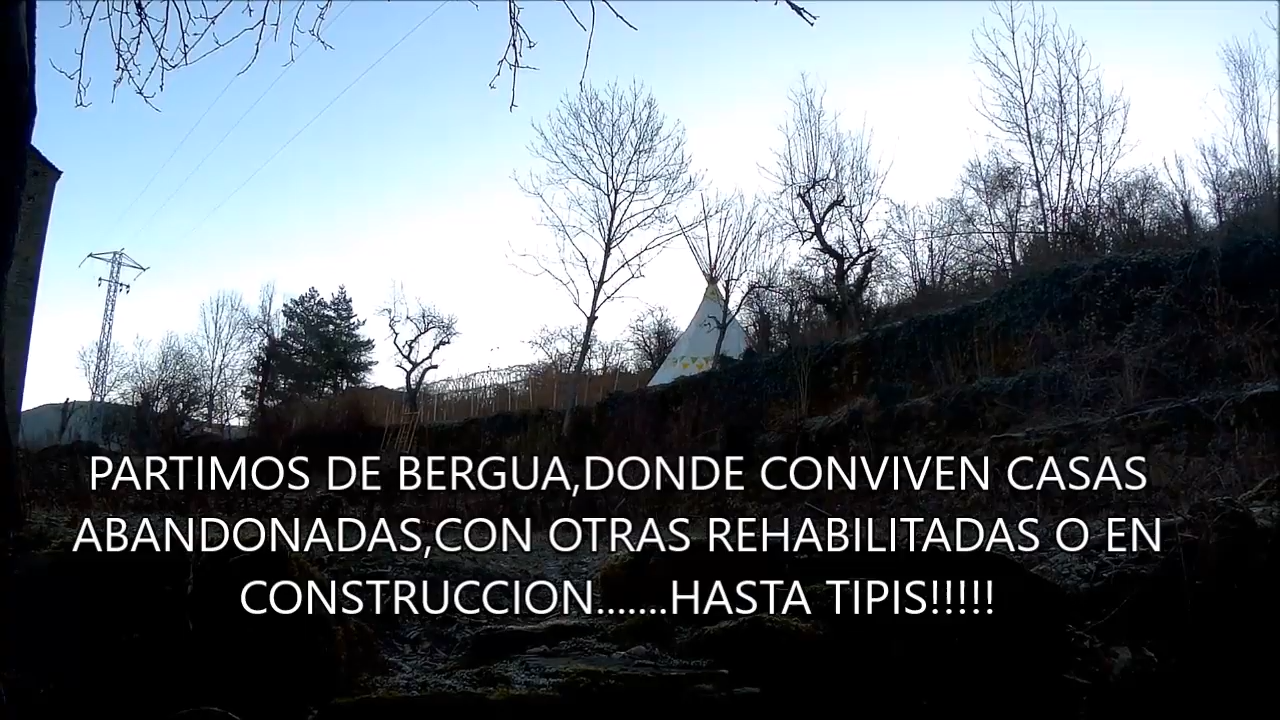 PARTIMOS DE BERGUA,DONDE CONVIVEN CASAS
ABANDONADAS,CON OTRAS REHABILITADAS O EN
CONSTRUCCION.......HASTA TIPIS!!!!!